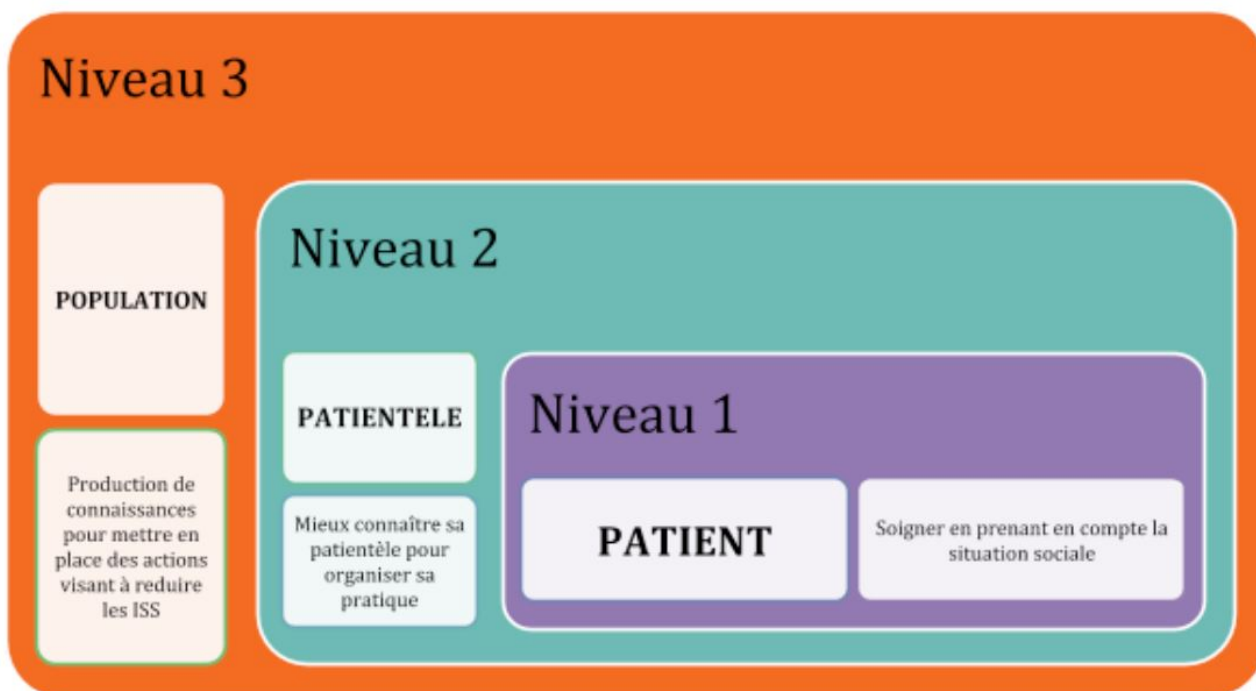 Niveau 3
POPULATION
Production de
connaissances
pour mettre en
place des actions
visant à reduire
les ISS
Niveau 2
PATIENTELE
Mieux connaître sa
patientèle pour
organiser sa
pratique
Niveau 1
PATIENT
Soigner en prenant en compte la
situation sociale